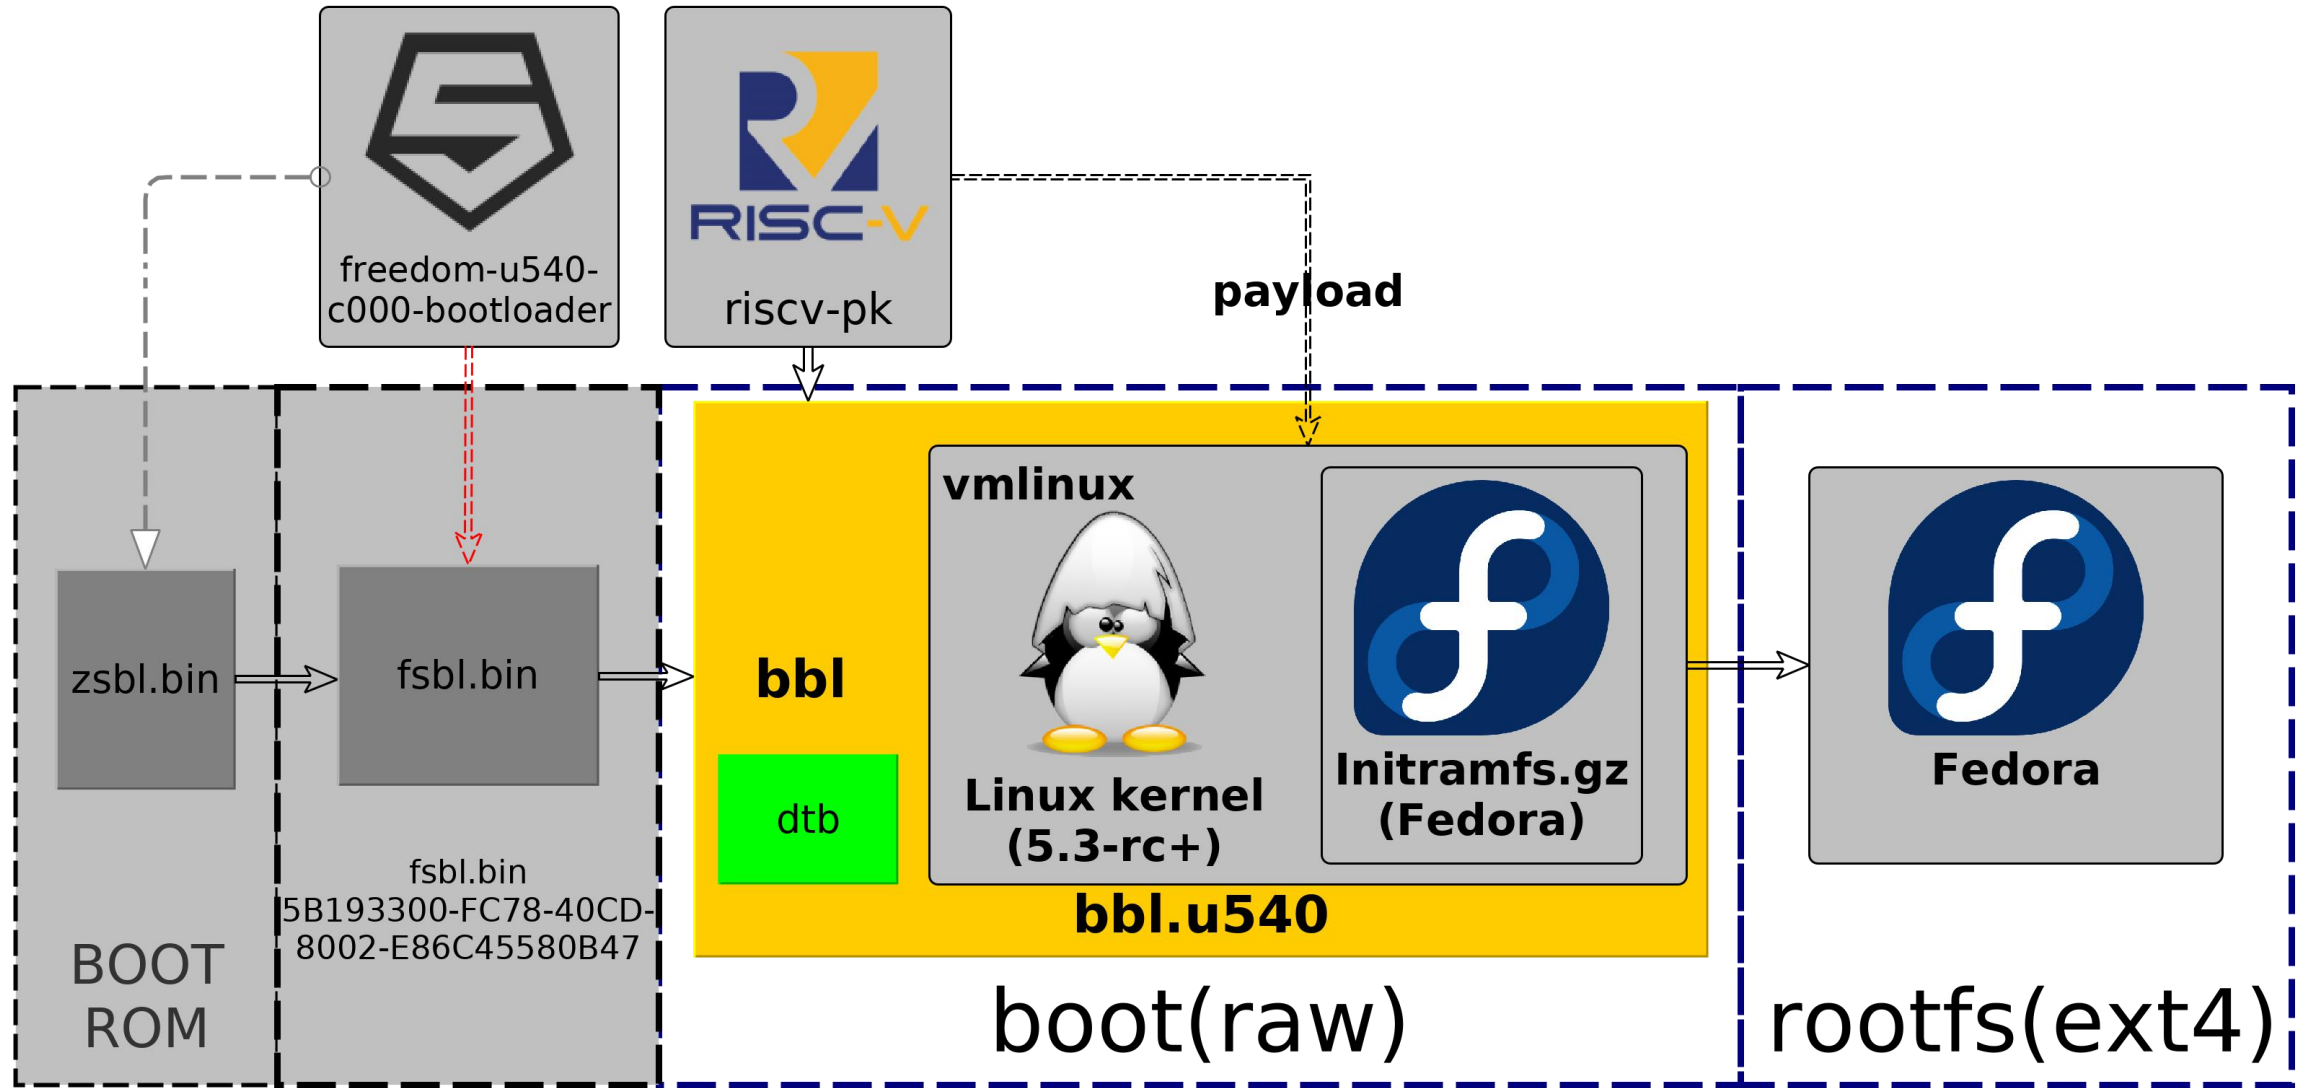 freedom-u540-
c000-bootloader
RISC-V
riscv-pk
payload
zsbl.bin
BOOT
ROM
fsbl.bin
fsbl.bin
5B193300-FC78-40CD-
8002-E86C45580B47
bbl
dtb
vmlinux
Linux kernel
(5.3-rc+)
Initramfs.gz
(Fedora)
bbl.u540
boot(raw)
Fedora
rootfs(ext4)